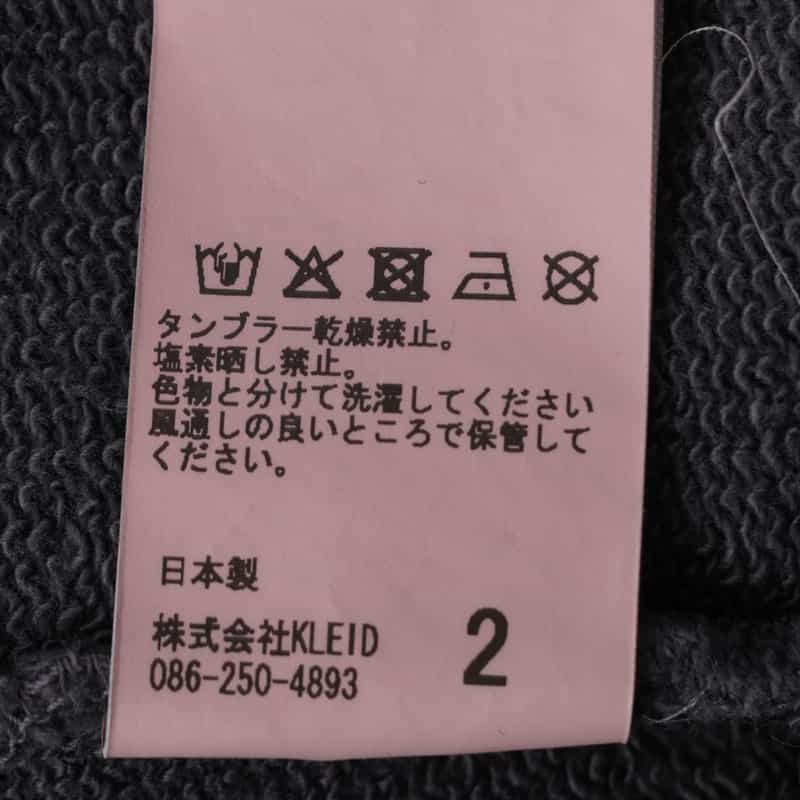 タンブラー乾燥禁止。
塩素晒し禁止。
色物と分けて洗濯してください
風通しの良いところで保管して
ください。
日本製
株式会社KLEID
086-250-4893
2